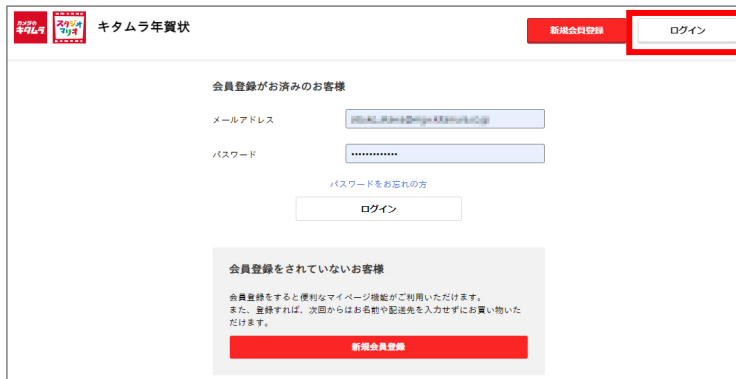 カメラの
キタムラ
スタジオ
マリオ
キタムラ年賀状
新規会員登録
ログイン
会員登録がお済みのお客様
メールアドレス
パスワード
パスワードをお忘れの方
ログイン
会員登録をされていないお客様
会員登録をすると便利なマイページ機能がご利用いただけます。
また、登録すれば、次回からはお名前や配送先を入力せずにお買い物いた
だけます。
新規会員登録